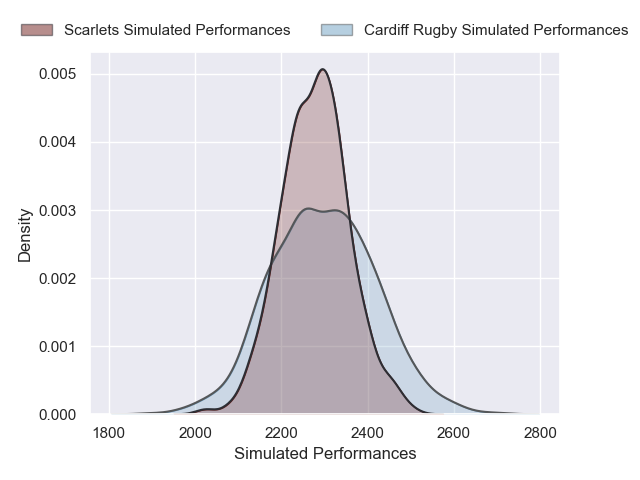 Scarlets Simulated Performances Cardiff Rugby Simulated Performances
0.005
0.004
0.003
0.002
0.001
0.000
Density
1800 2000 2200 2400 2600 2800
Simulated Performances